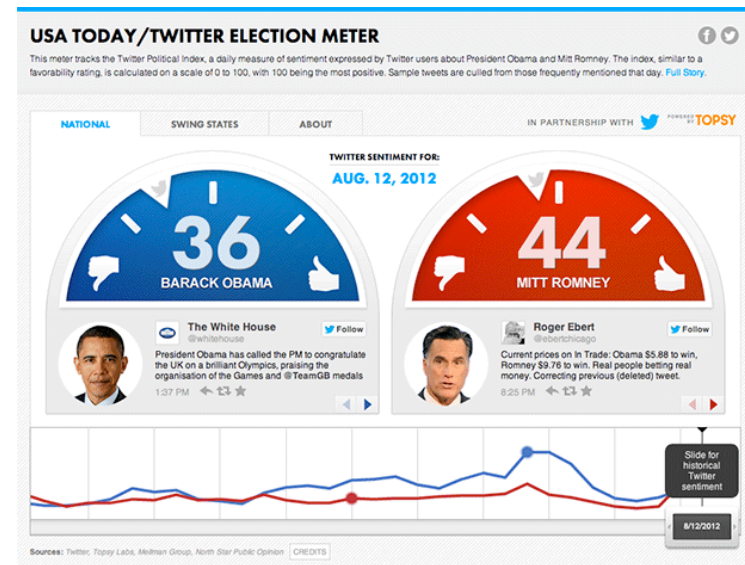 USA TODAY/TWITTER ELECTION METER
This meter tracks the Twitter Political Index, a daily measure of sentiment expressed by Twitter users about President Obama and Mitt Romney. The index, similar to a
favorability rating, is calculated on a scale of 0 to 100, with 100 being the most positive. Sample tweets are culled from those frequently mentioned that day. Full Story.
NATIONAL SWING STATES ABOUT
IN PARTNERSHIP WITH POWERED BY TOPSY
TWITTER SENTIMENT FOR:
AUG. 12, 2012
36
BARACK OBAMA
44
MITT ROMNEY
The White House
@whitehouse
Follow
President Obama has called the PM to congratulate
the UK on a brilliant Olympics, praising the
organisation of the Games and @TeamGB medals
1:37 PM
Roger Ebert
@ebertchicago
Follow
Current prices on In Trade: Obama $5.88 to win,
Romney $9.76 to win. Real people betting real
money. Correcting previous (deleted) tweet.
8:25 PM
Slide for
historical
Twitter
sentiment
8/12/2012
Sources: Twitter, Topsy Labs, Mellman Group, North Star Public Opinion CREDITS